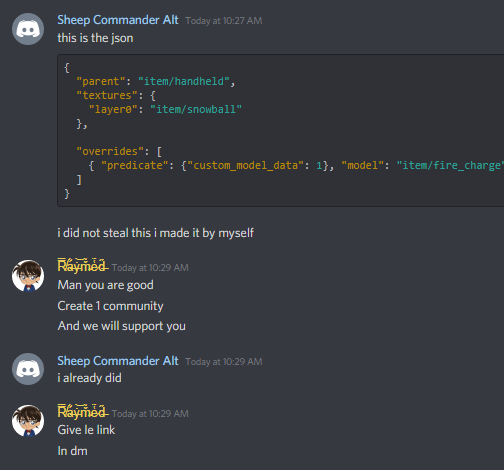 Sheep Commander Alt Today at 10:27 AM
this is the json
{
  "parent": "item/handheld",
  "textures": {
    "layer0": "item/snowball"
  },
  "overrides": [
    { "predicate": {"custom_model_data": 1}, "model": "item/fire_charge"
  ]
}
i did not steal this i made it by myself
Raymod Today at 10:29 AM
Man you are good
Create 1 community
And we will support you
Sheep Commander Alt Today at 10:29 AM
i already did
Raymod Today at 10:29 AM
Give le link
In dm